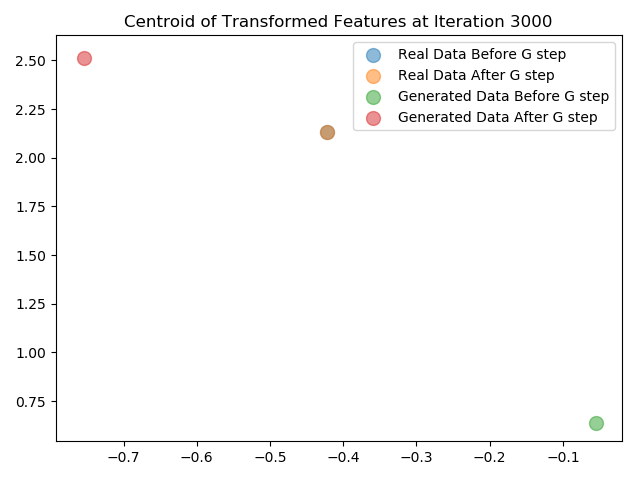 Centroid of Transformed Features at Iteration 3000
Real Data Before G step
Real Data After G step
Generated Data Before G step
Generated Data After G step
2.50
2.25
2.00
1.75
1.50
1.25
1.00
0.75
−0.7 −0.6 −0.5 −0.4 −0.3 −0.2 −0.1